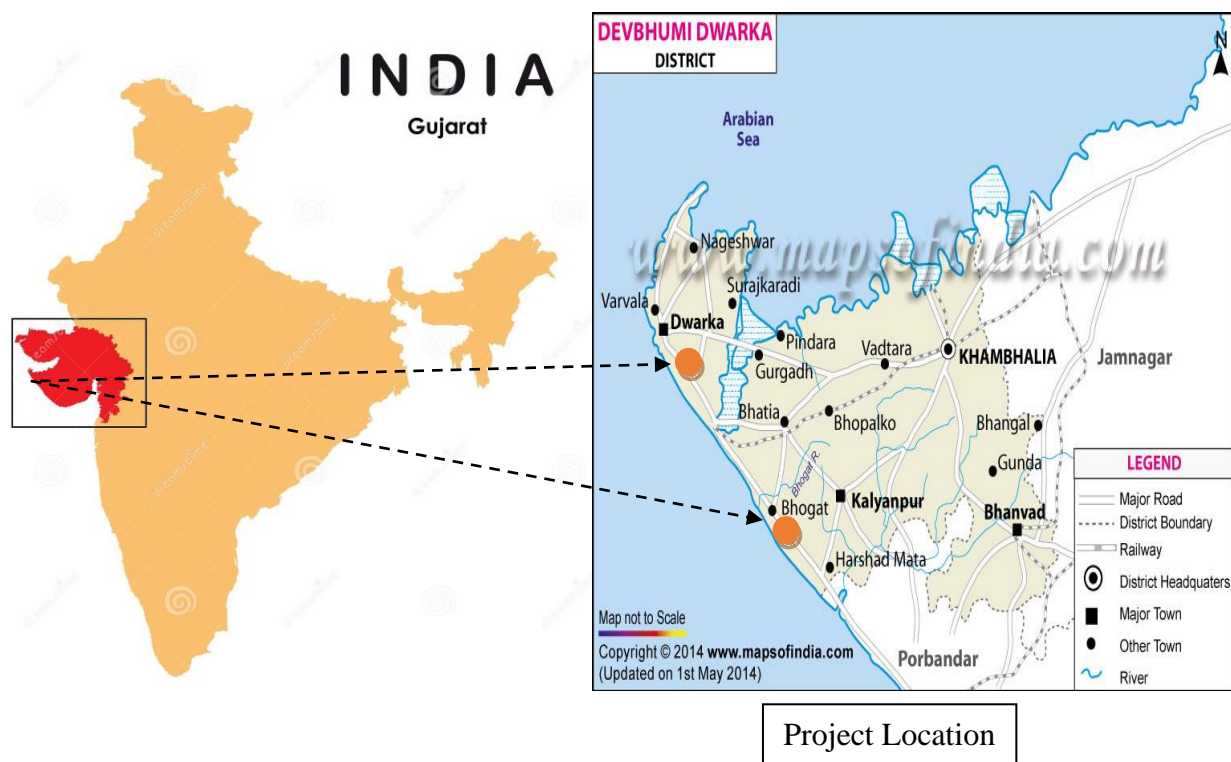 INDIA
Gujarat
DEVBHUMI DWARKA
DISTRICT
N
Arabian
Sea
www.mapsofindia.com
Nageshwar
Surajkaradi
Varvala
Dwarka
Pindara
Gurgadh
Vadtara
KHAMBHALIA
Jamnagar
Bhatia
Bhopalko
Bhangal
Gunda
Bhogat R.
Bhogat
Kalyanpur
Bhanvad
Harshad Mata
Porbandar
LEGEND
Major Road
District Boundary
Railway
District Headquaters
Major Town
Other Town
River
Map not to Scale
Copyright © 2014 www.mapsofindia.com
(Updated on 1st May 2014)
Project Location